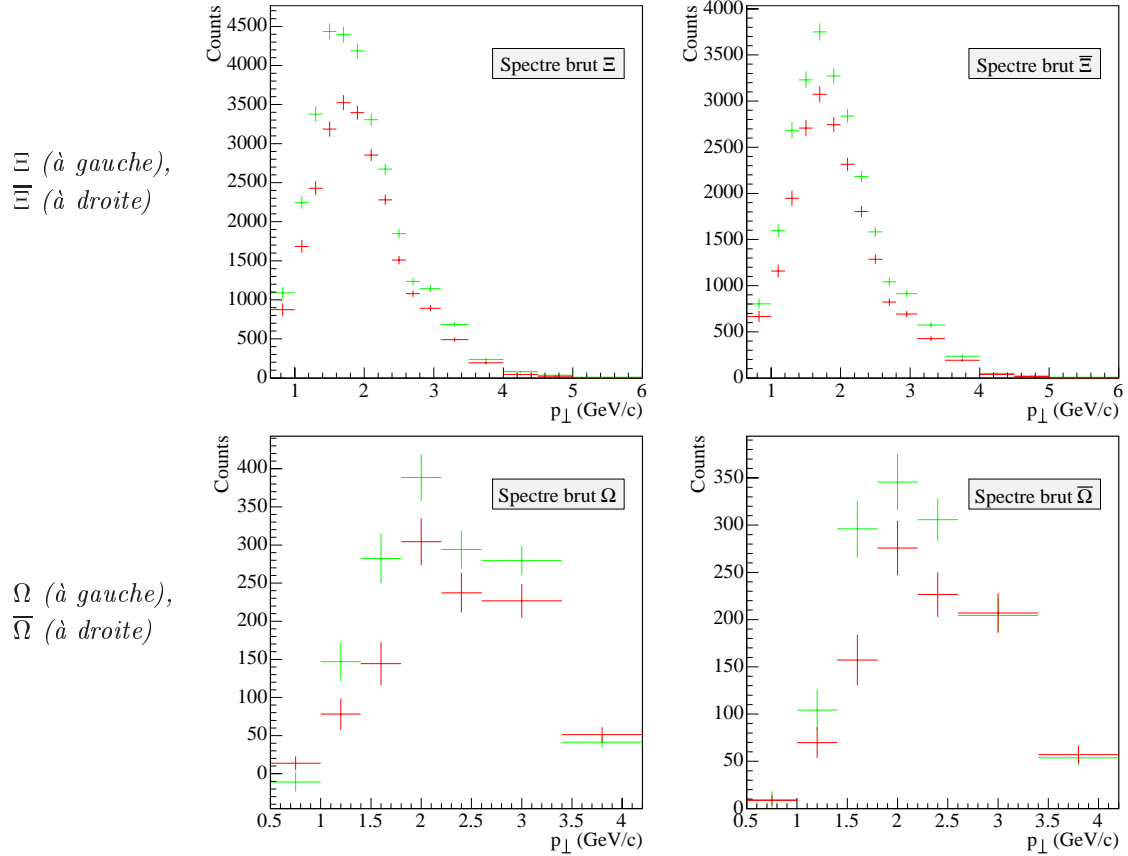 Ξ (à gauche),
Ξ̅ (à droite)
Counts
4500
4000
3500
3000
2500
2000
1500
1000
500
0
1 2 3 4 5 6
p⊥ (GeV/c)
Spectre brut Ξ
Counts
4000
3500
3000
2500
2000
1500
1000
500
0
1 2 3 4 5 6
p⊥ (GeV/c)
Spectre brut Ξ̅
Ω (à gauche),
Ω̅ (à droite)
Counts
400
350
300
250
200
150
100
50
0
0.5 1 1.5 2 2.5 3 3.5 4
p⊥ (GeV/c)
Spectre brut Ω
Counts
350
300
250
200
150
100
50
0
0.5 1 1.5 2 2.5 3 3.5 4
p⊥ (GeV/c)
Spectre brut Ω̅